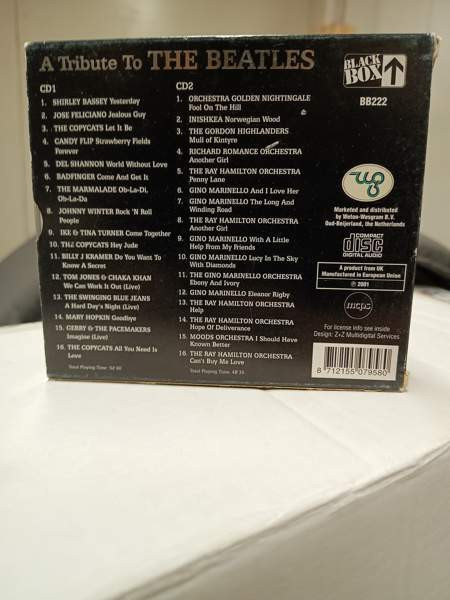 A Tribute To THE BEATLES
BLACK
BOX
BB222
CD1
1. SHIRLEY BASSEY Yesterday
2. JOSE FELICIANO Jealous Guy
3. THE COPYCATS Let It Be
4. CANDY FLIP Strawberry Fields
Forever
5. DEL SHANNON World Without Love
6. BADFINGER Come And Get It
7. THE MARMALADE Ob-La-Di,
Ob-La-Da
8. JOHNNY WINTER Rock 'N Roll
People
9. IKE & TINA TURNER Come Together
10. THE COPYCATS Hey Jude
11. BILLY J KRAMER Do You Want To
Know A Secret
12. TOM JONES & CHAKA KHAN
We Can Work It Out (Live)
13. THE SWINGING BLUE JEANS
A Hard Day's Night (Live)
14. MARY HOPKIN Goodbye
15. GERRY & THE PACEMAKERS
Imagine (Live)
16. THE COPYCATS All You Need Is
Love
Total Playing Time:
CD2
1. ORCHESTRA GOLDEN NIGHTINGALE
Fool On The Hill
2. INISHKEA Norwegian Wood
3. THE GORDON HIGHLANDERS
Mull of Kintyre
4. RICHARD ROMANCE ORCHESTRA
Another Girl
5. THE RAY HAMILTON ORCHESTRA
Penny Lane
6. GINO MARINELLO And I Love Her
7. GINO MARINELLO The Long And
Winding Road
8. THE RAY HAMILTON ORCHESTRA
Another Girl
9. GINO MARINELLO With A Little
Help From My Friends
10. GINO MARINELLO Lucy In The Sky
With Diamonds
11. THE GINO MARINELLO ORCHESTRA
Ebony And Ivory
12. GINO MARINELLO Eleanor Rigby
13. THE RAY HAMILTON ORCHESTRA
Help
14. THE RAY HAMILTON ORCHESTRA
Hope Of Deliverance
15. MOODS ORCHESTRA I Should Have
Known Better
16. THE RAY HAMILTON ORCHESTRA
Can't Buy Me Love
Total Playing Time:
Marketed and distributed
by Weton-Wesgram B.V.
Oud-Beijerland, the Netherlands
COMPACT
disc
DIGITAL AUDIO
A product from UK
Manufactured in European Union
℗ 2001
mcps
For license info see inside
Design: Z+Z Multidigital Services
8 712155 079580